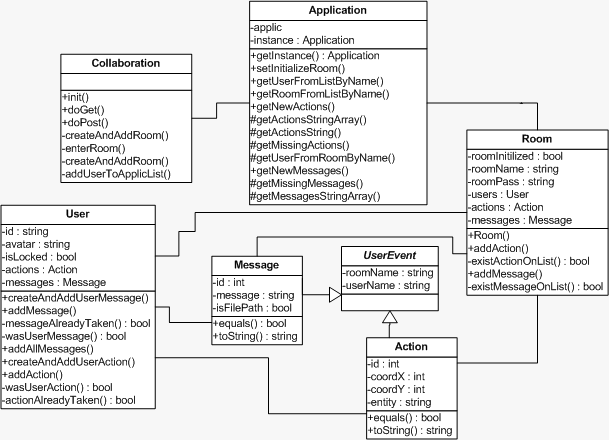 Application
-applic
-instance : Application
+getInstance() : Application
+setInitializeRoom()
+getUserFromListByName()
+getRoomFromListByName()
+getNewActions()
#getActionsStringArray()
#getActionsString()
#getMissingActions()
#getUserFromRoomByName()
+getNewMessages()
#getMissingMessages()
#getMessagesStringArray()
Collaboration
+init()
+doGet()
+doPost()
-createAndAddRoom()
-enterRoom()
-createAndAddRoom()
-addUserToApplicList()
Room
-roomInitilized : bool
-roomName : string
-roomPass : string
-users : User
-actions : Action
-messages : Message
+Room()
+addAction()
-existActionOnList() : bool
+addMessage()
-existMessageOnList() : bool
User
-id : string
-avatar : string
-isLocked : bool
-actions : Action
-messages : Message
+createAndAddUserMessage()
+addMessage()
-messageAlreadyTaken() : bool
-wasUserMessage() : bool
+addAllMessages()
+createAndAddUserAction()
+addAction()
-wasUserAction() : bool
-actionAlreadyTaken() : bool
Message
-id : int
-message : string
-isFilePath : bool
+equals() : bool
+toString() : string
UserEvent
-roomName : string
-userName : string
Action
-id : int
-coordX : int
-coordY : int
-entity : string
+equals() : bool
+toString() : string